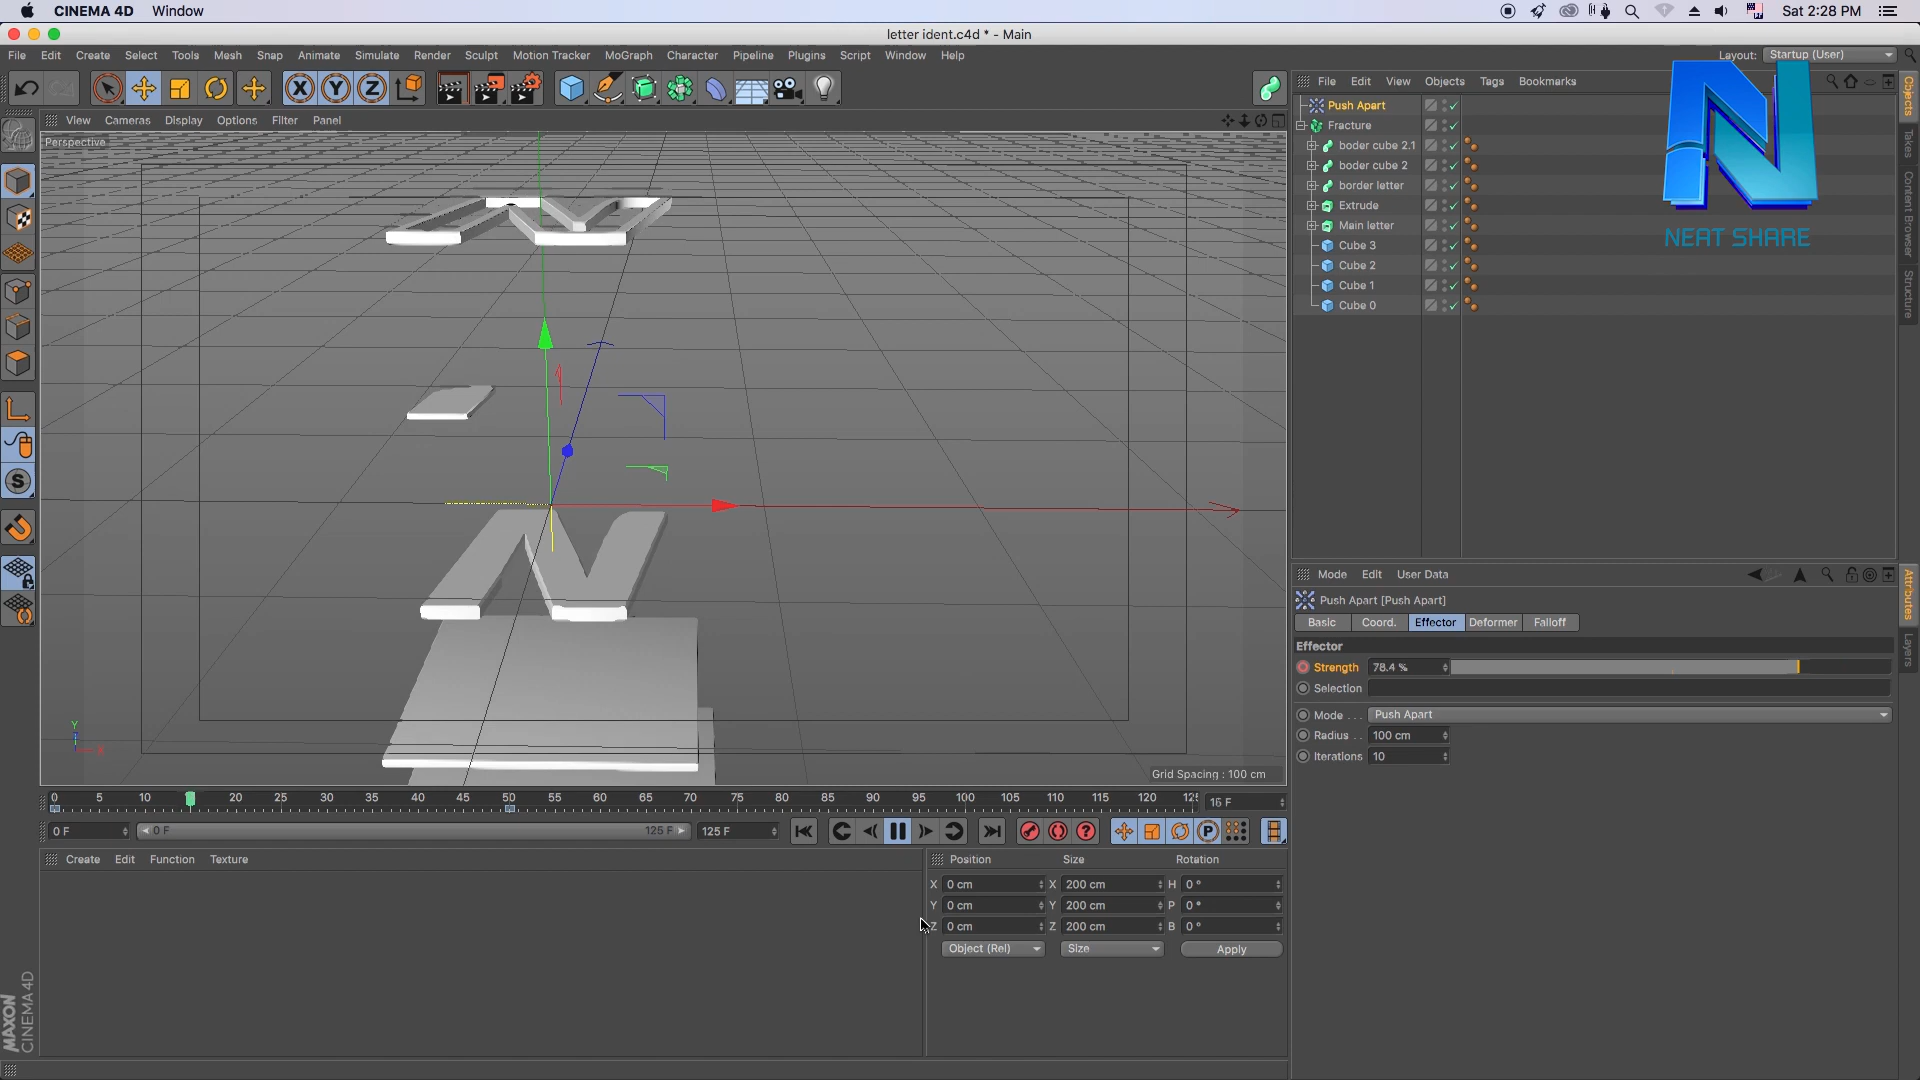 CINEMA 4D Window
Sat 2:28 PM
letter ident.c4d * - Main
File Edit Create Select Tools Mesh Snap Animate Simulate Render Sculpt Motion Tracker MoGraph Character Pipeline Plugins Script Window Help
Layout: Startup (User)
X Y Z
File Edit View Objects Tags Bookmarks
View Cameras Display Options Filter Panel
Perspective
Push Apart
Fracture
boder cube 2.1
boder cube 2
border letter
Extrude
Main letter
Cube 3
Cube 2
Cube 1
Cube 0
NEAT SHARE
Objects
Takes
Content Browser
Structure
Y
X
Grid Spacing : 100 cm
Mode Edit User Data
Push Apart [Push Apart]
Basic Coord. Effector Deformer Falloff
Effector
Strength 78.4 %
Selection
Mode . . . Push Apart
Radius . . 100 cm
Iterations 10
Attributes
Layers
0 5 10 20 25 30 35 40 45 50 55 60 65 70 75 80 85 90 95 100 105 110 115 120 12
0 F 0 F 125 F 125 F
Create Edit Function Texture
Position Size Rotation
X 0 cm X 200 cm H 0 °
Y 0 cm Y 200 cm P 0 °
Z 0 cm Z 200 cm B 0 °
Object (Rel) Size Apply
MAXON
CINEMA 4D